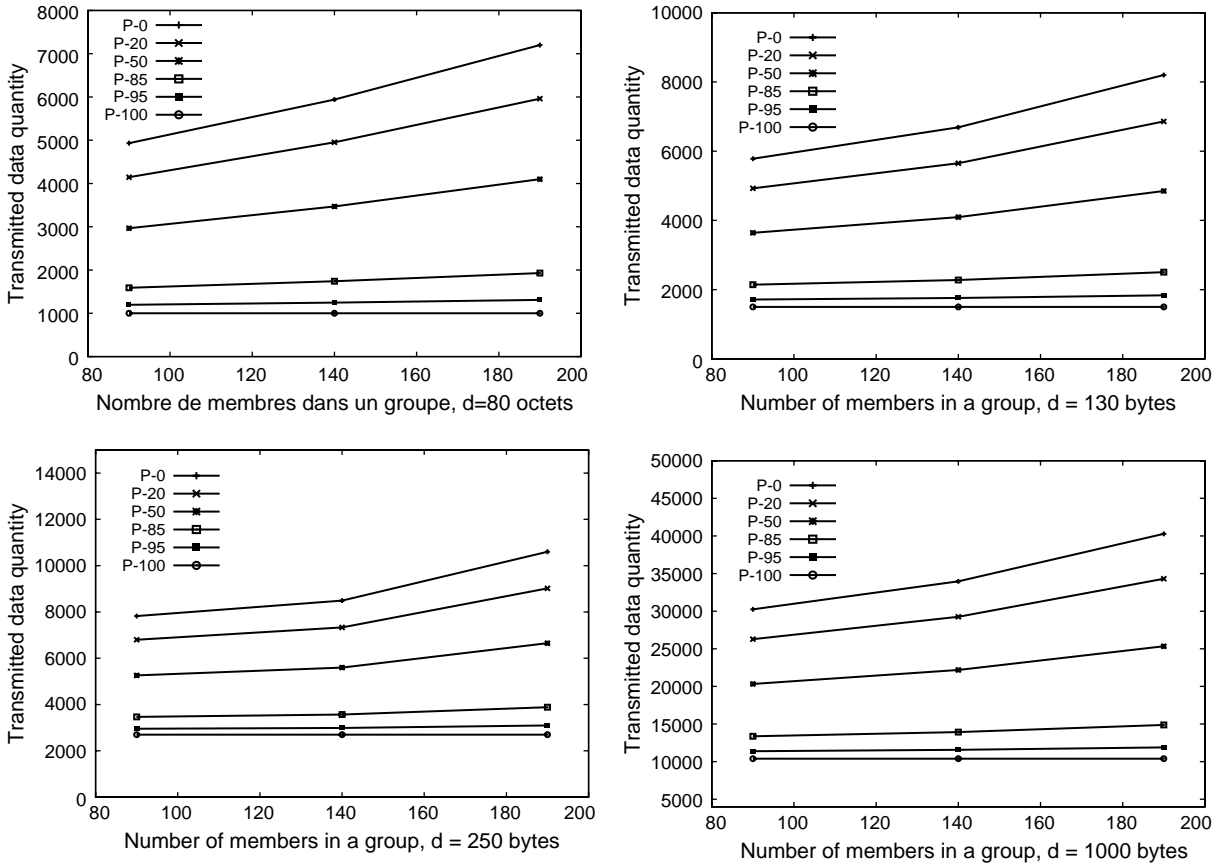 8000
7000
6000
5000
4000
3000
2000
1000
0
Transmitted data quantity
P-0
P-20
P-50
P-85
P-95
P-100
80 100 120 140 160 180 200
Nombre de membres dans un groupe, d=80 octets
10000
8000
6000
4000
2000
0
Transmitted data quantity
P-0
P-20
P-50
P-85
P-95
P-100
80 100 120 140 160 180 200
Number of members in a group, d = 130 bytes
14000
12000
10000
8000
6000
4000
2000
0
Transmitted data quantity
P-0
P-20
P-50
P-85
P-95
P-100
80 100 120 140 160 180 200
Number of members in a group, d = 250 bytes
50000
45000
40000
35000
30000
25000
20000
15000
10000
5000
Transmitted data quantity
P-0
P-20
P-50
P-85
P-95
P-100
80 100 120 140 160 180 200
Number of members in a group, d = 1000 bytes